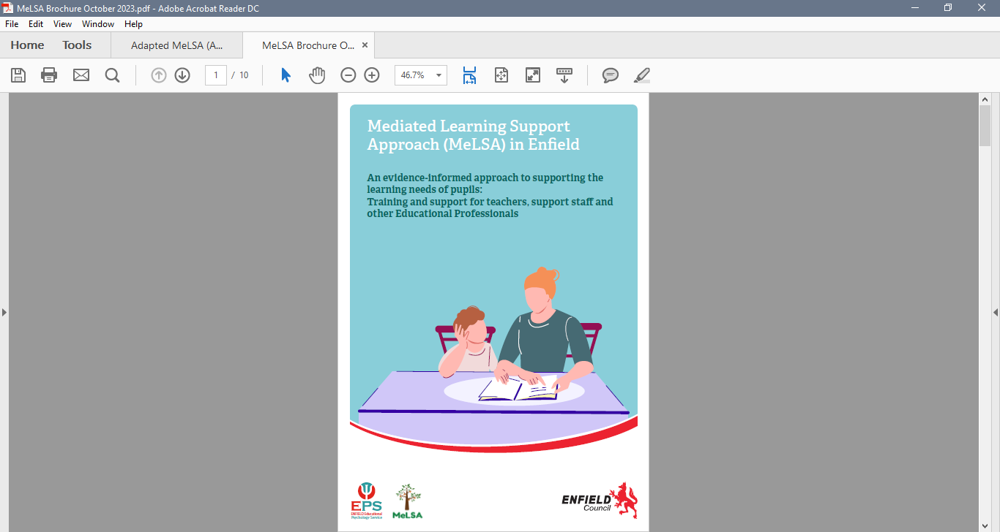 MeLSA Brochure October 2023.pdf - Adobe Acrobat Reader DC
File Edit View Window Help
Home Tools Adapted MeLSA (A... MeLSA Brochure O...
1 / 10 46.7%
Mediated Learning Support
Approach (MeLSA) in Enfield
An evidence-informed approach to supporting the
learning needs of pupils:
Training and support for teachers, support staff and
other Educational Professionals
EPS
ENFIELD Educational
Psychology Service
MeLSA
ENFIELD
Council